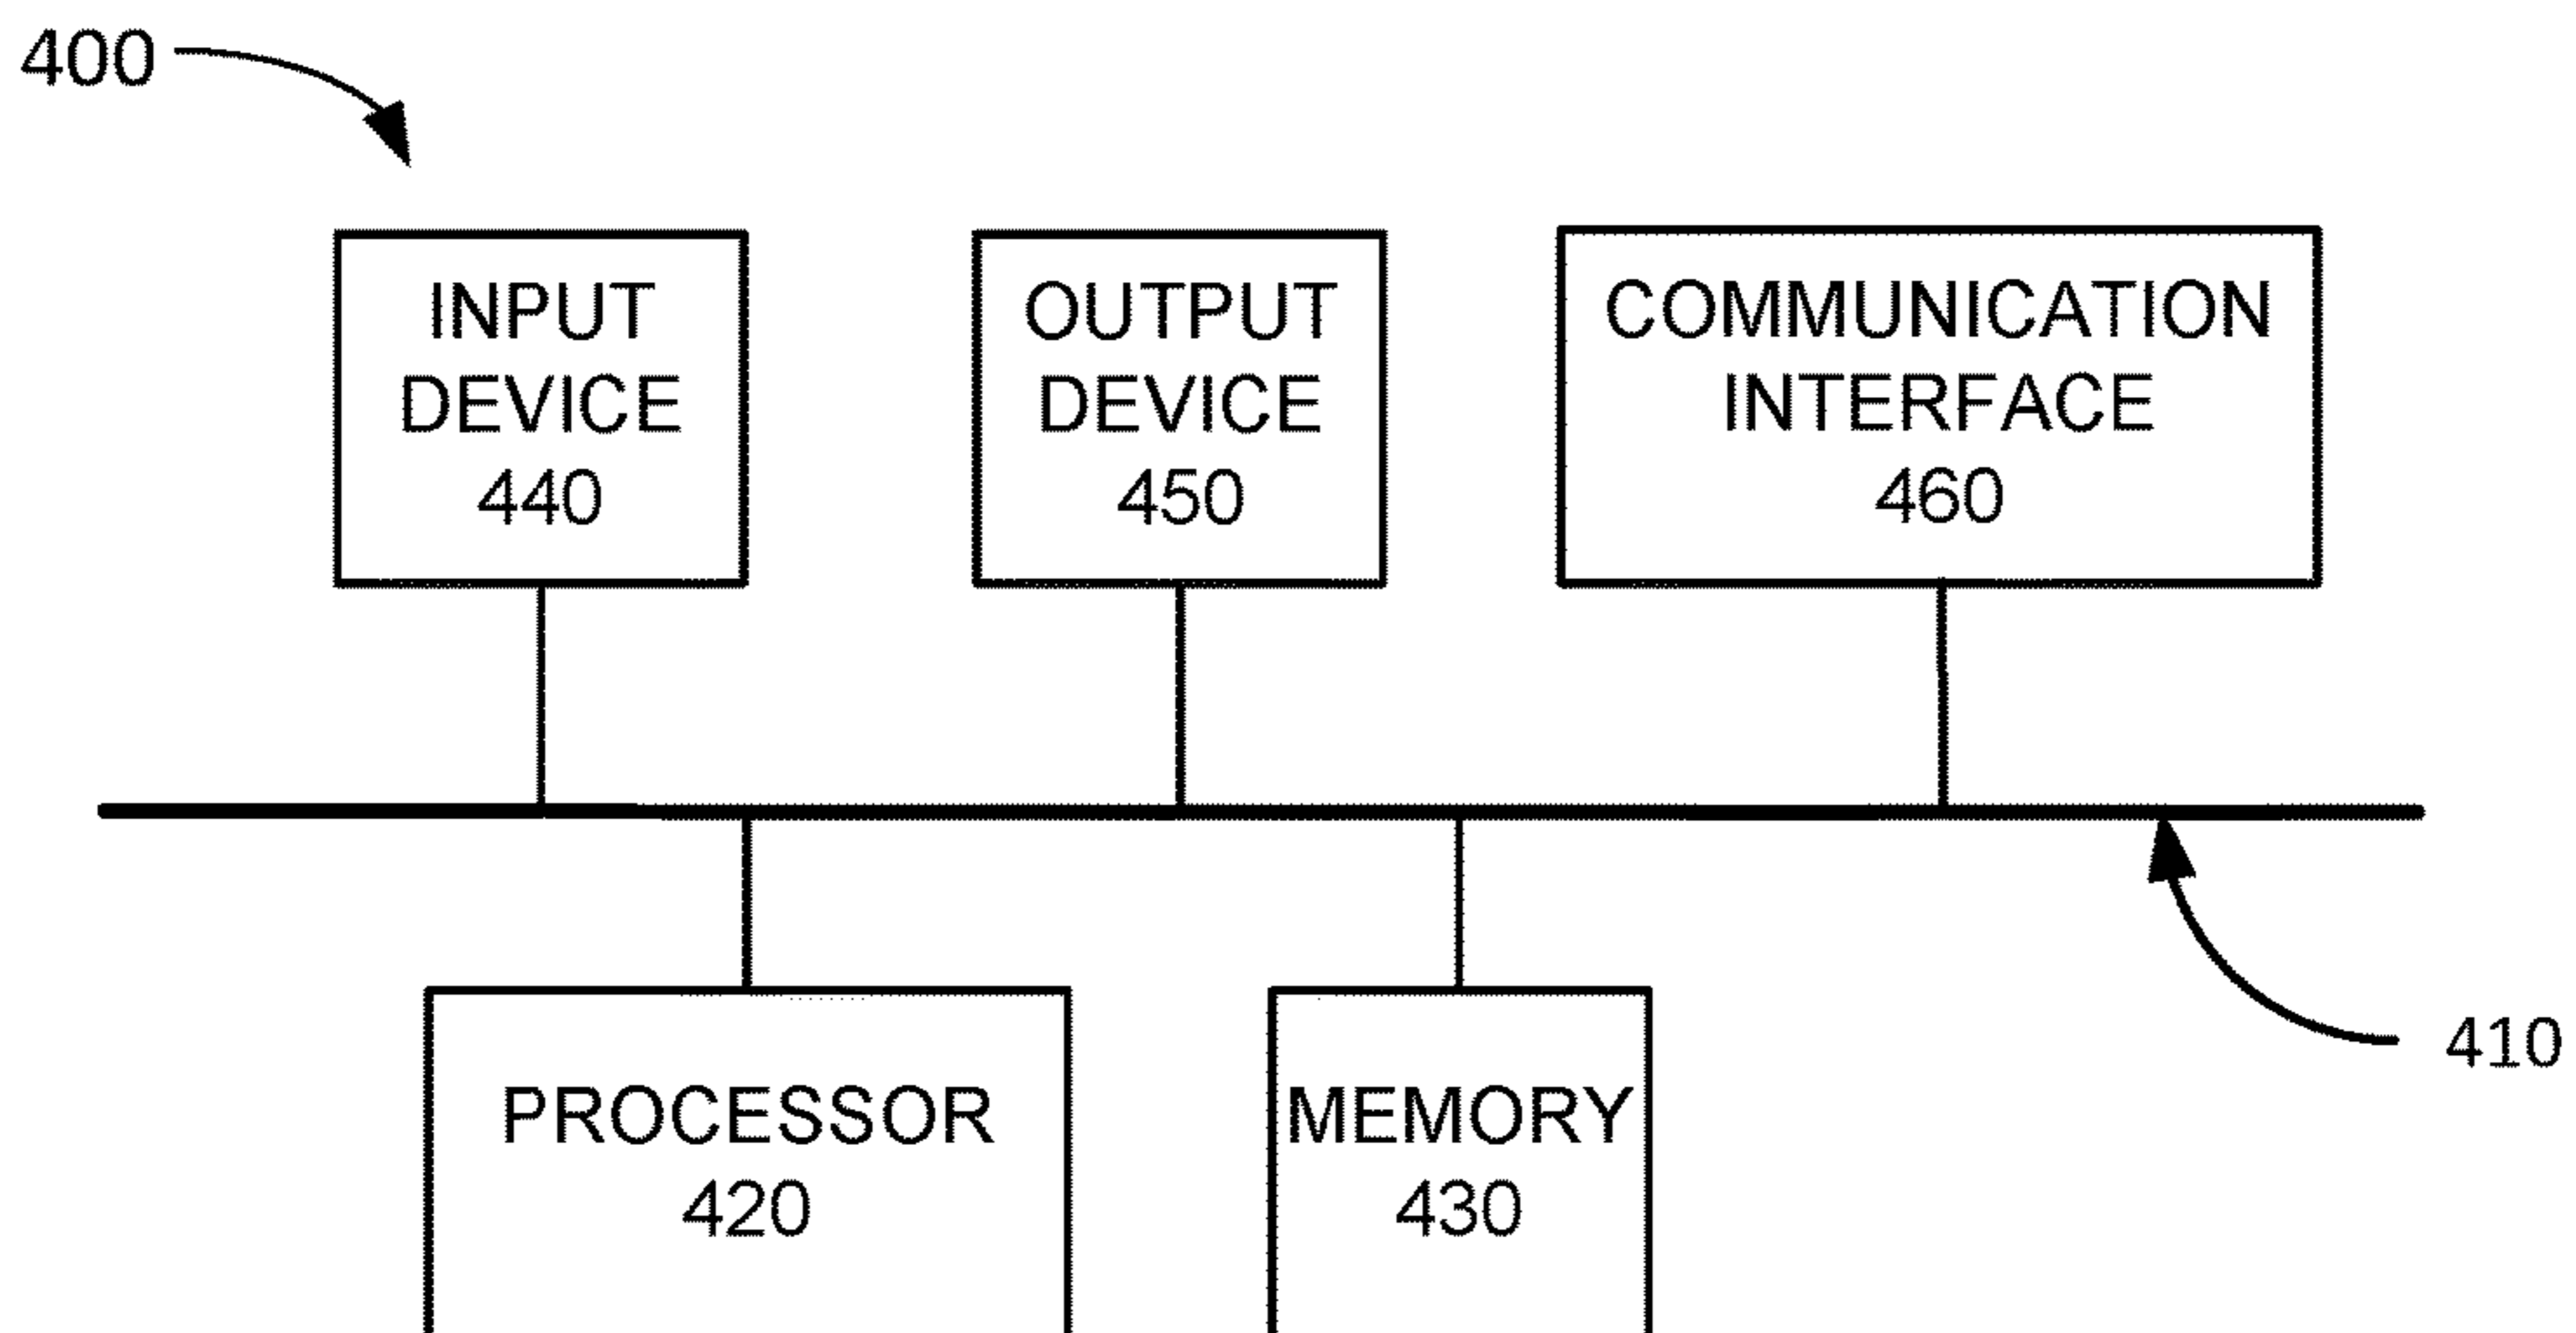 400
INPUT
DEVICE
440
OUTPUT
DEVICE
450
COMMUNICATION
INTERFACE
460
410
PROCESSOR
420
MEMORY
430